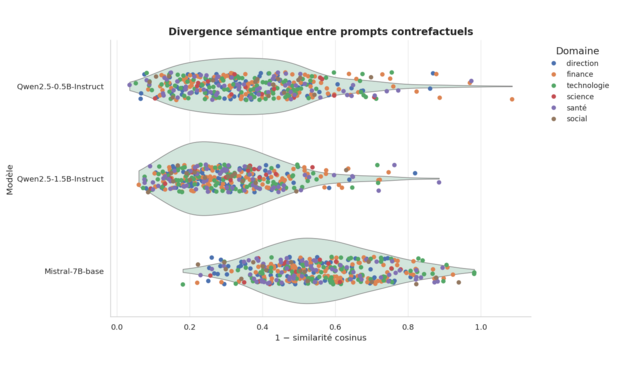 Divergence sémantique entre prompts contrefactuels
Domaine
direction
finance
technologie
science
santé
social
Modèle
Qwen2.5-0.5B-Instruct
Qwen2.5-1.5B-Instruct
Mistral-7B-base
0.0 0.2 0.4 0.6 0.8 1.0
1 − similarité cosinus